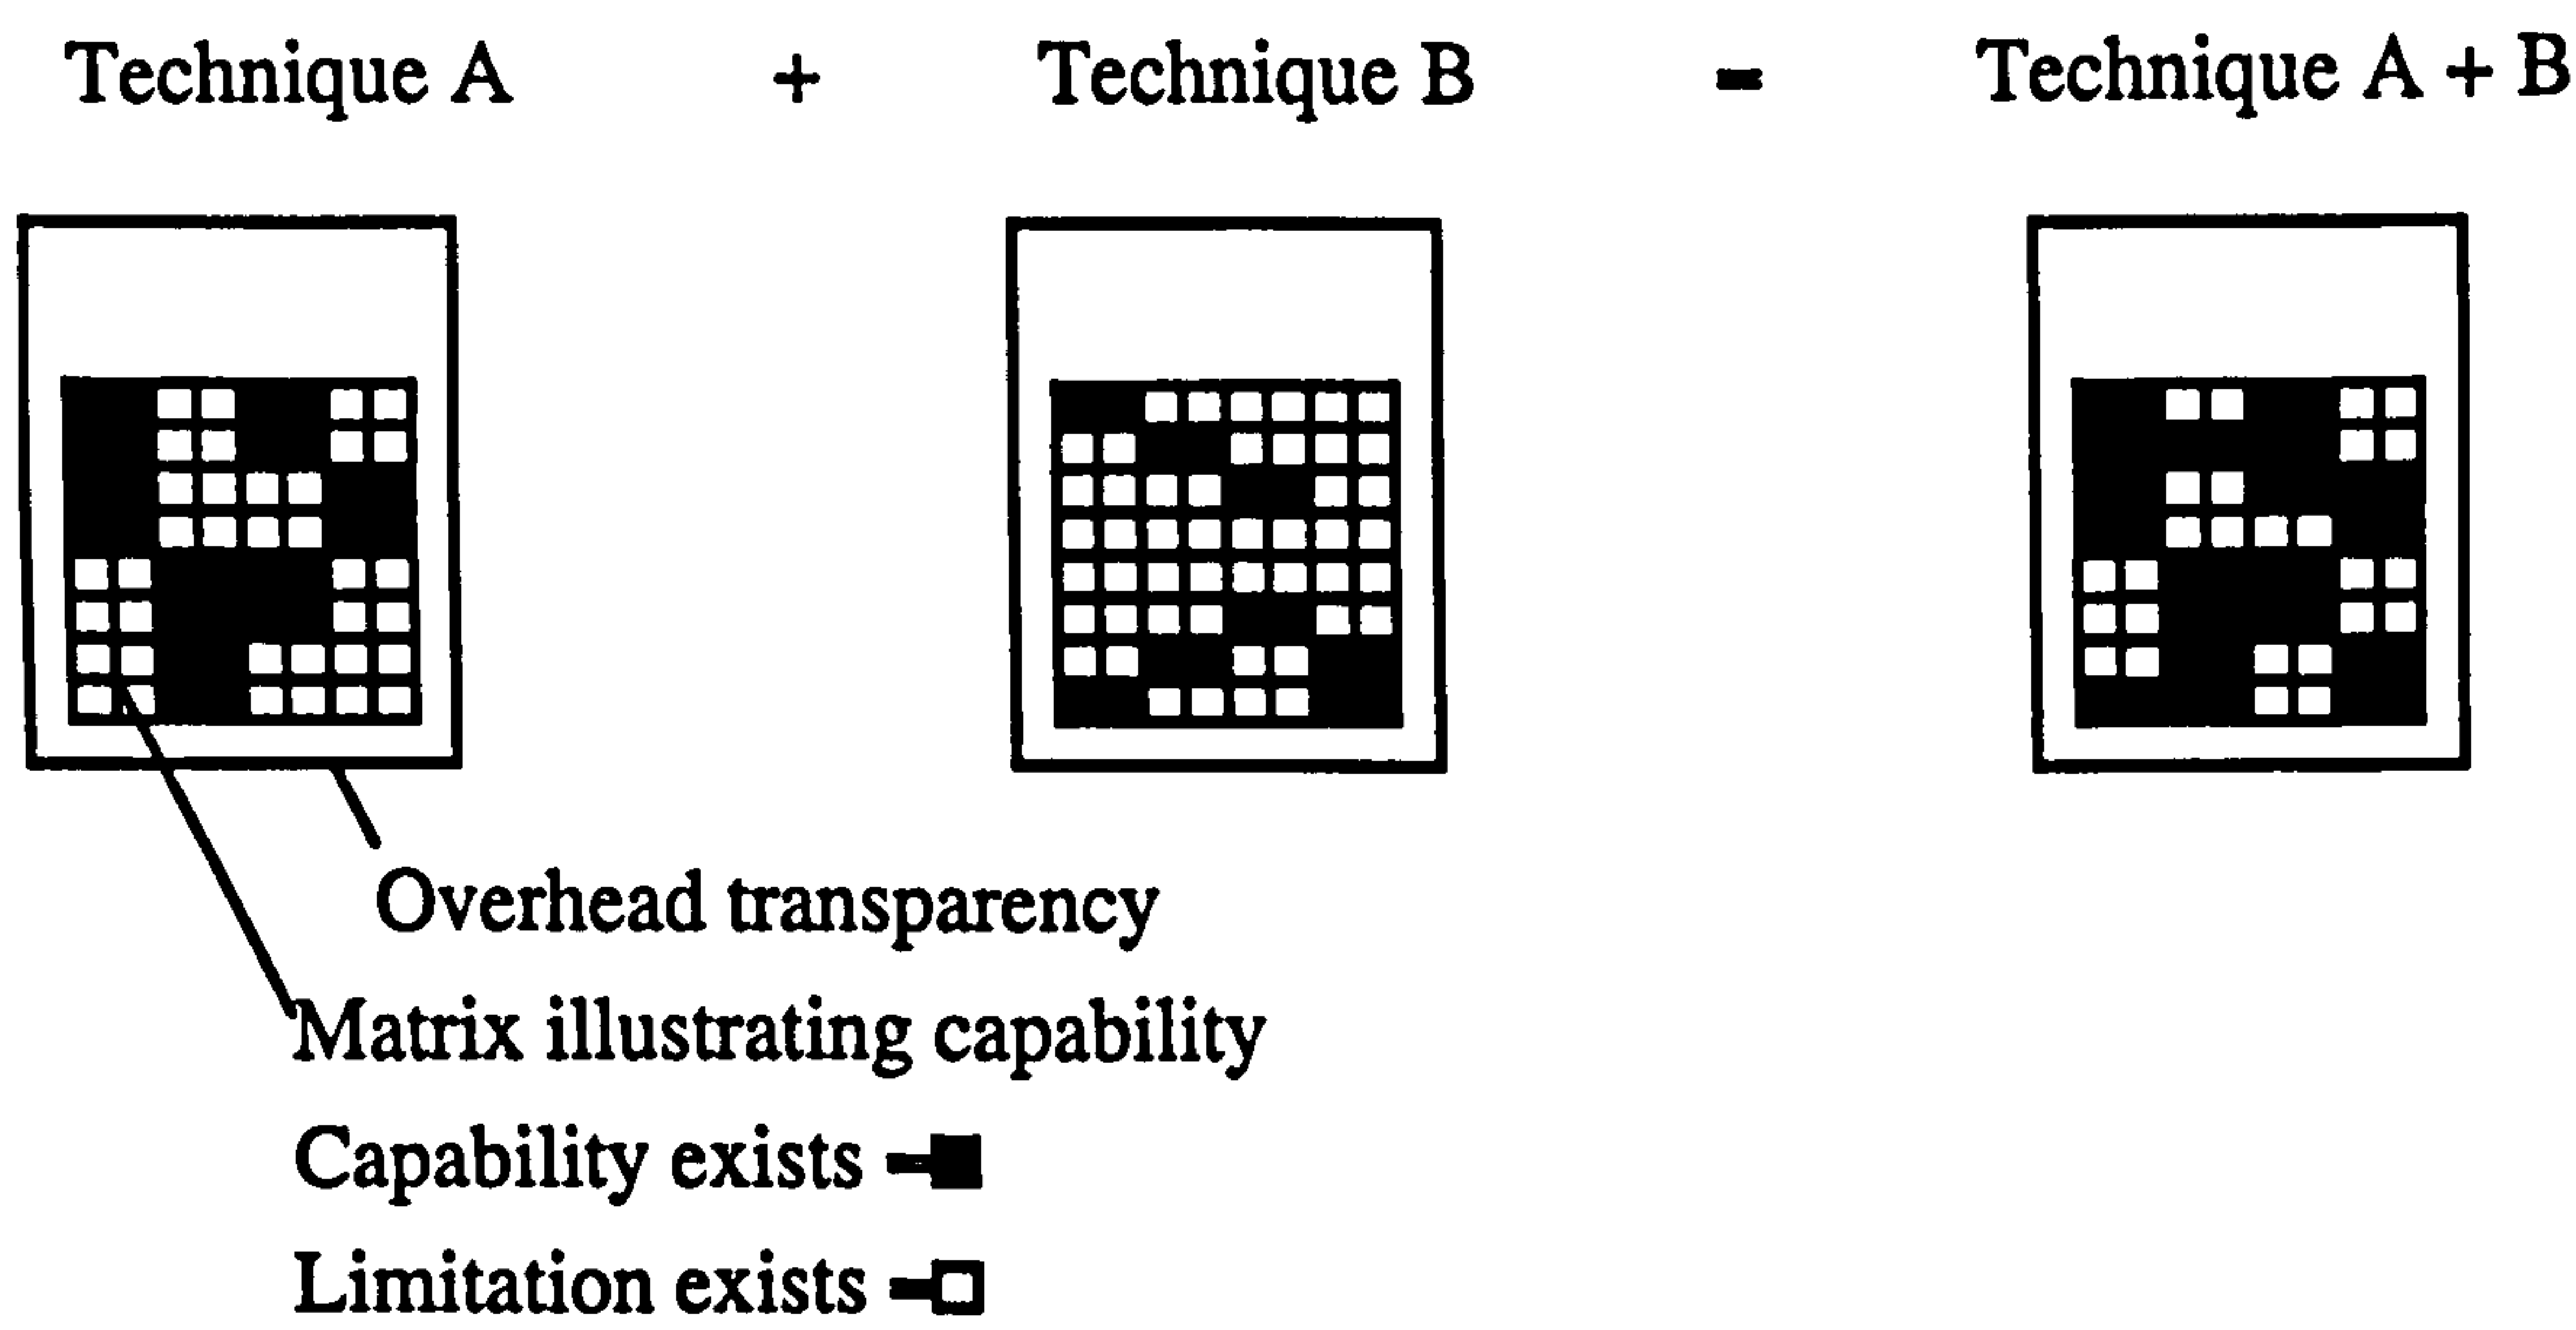 Technique A + Technique B = Technique A + B
Overhead transparency
Matrix illustrating capability
Capability exists
Limitation exists